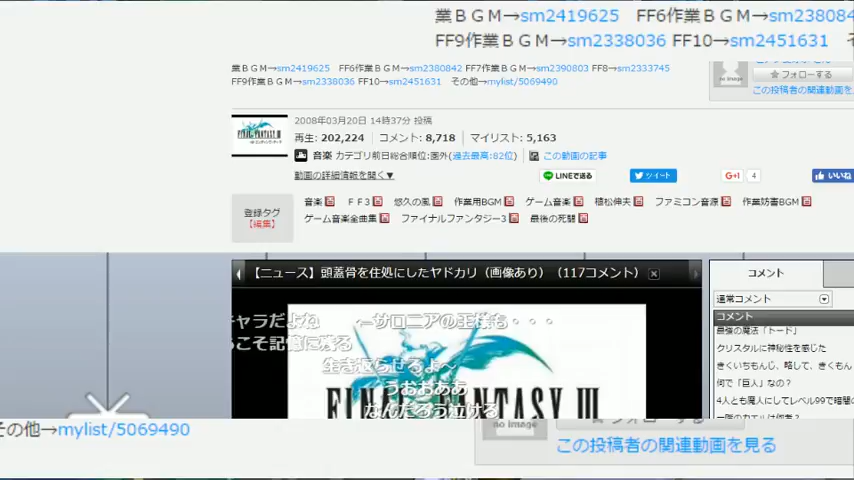 業ＢＧＭ→sm2419625　FF6作業ＢＧＭ→sm238084
FF9作業ＢＧＭ→sm2338036 FF10→sm2451631　そ
業ＢＧＭ→sm2419625　FF6作業ＢＧＭ→sm2380842 FF7作業ＢＧＭ→sm2390803 FF8→sm2333745
FF9作業ＢＧＭ→sm2338036 FF10→sm2451631　その他→mylist/5069490
no image
★フォローする
この投稿者の関連動画を
2008年03月20日 14時37分 投稿
再生: 202,224 コメント: 8,718 マイリスト: 5,163
音楽 カテゴリ前日総合順位:圏外(過去最高:82位) この動画の記事
動画の詳細情報を開く▼ LINEで送る ツイート G+1 4 いいね
登録タグ
【編集】
音楽 ＦＦ3 悠久の風 作業用BGM ゲーム音楽 植松伸夫 ファミコン音源 作業妨害BGM
ゲーム音楽全曲集 ファイナルファンタジー3 最後の死闘
【ニュース】頭蓋骨を住処にしたヤドカリ（画像あり）（117コメント）
キャラだよね　←サロニアの王様も・・・
こそ記憶に残る
生き返らせるよ～
うおおああ
なんだろう泣ける
FINAL FANTASY III
コメント
通常コメント
コメント
最強の魔法「トード」
クリスタルに神秘性を感じた
きくいちもんじ、略して、きくもん
何で「巨人」なの？
4人とも魔人にしてレベル99で暗闇の
その他→mylist/5069490
no image
フォローする
この投稿者の関連動画を見る